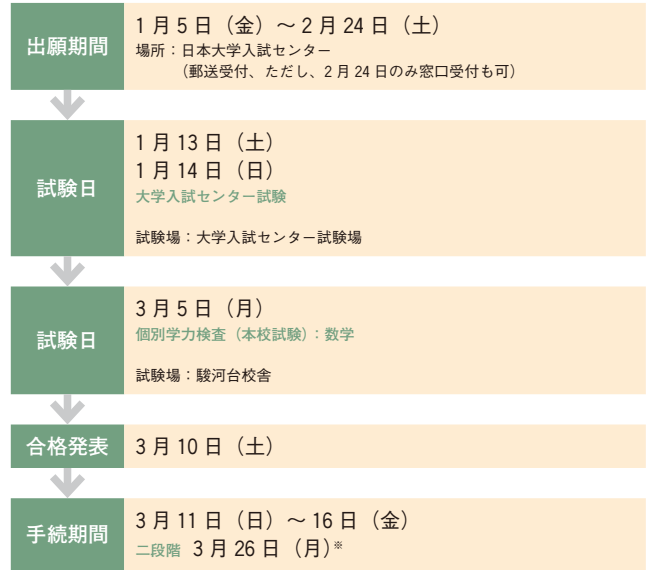 出願期間
1月5日（金）～2月24日（土）
場所：日本大学入試センター
（郵送受付、ただし、2月24日のみ窓口受付も可）
試験日
1月13日（土）
1月14日（日）
大学入試センター試験
試験場：大学入試センター試験場
試験日
3月5日（月）
個別学力検査（本校試験）：数学
試験場：駿河台校舎
合格発表
3月10日（土）
手続期間
3月11日（日）～16日（金）
二段階 3月26日（月）※